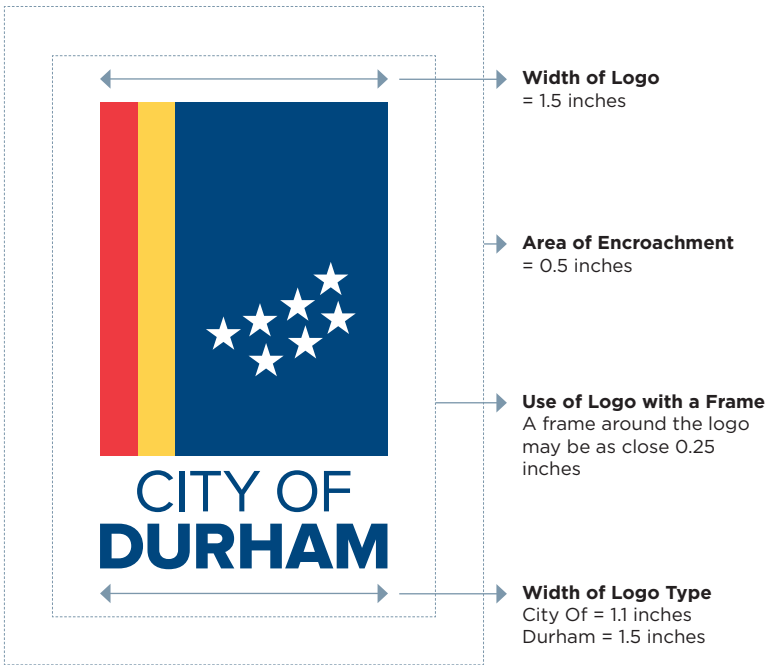 Width of Logo
= 1.5 inches
Area of Encroachment
= 0.5 inches
Use of Logo with a Frame
A frame around the logo
may be as close 0.25
inches
CITY OF
DURHAM
Width of Logo Type
City Of = 1.1 inches
Durham = 1.5 inches